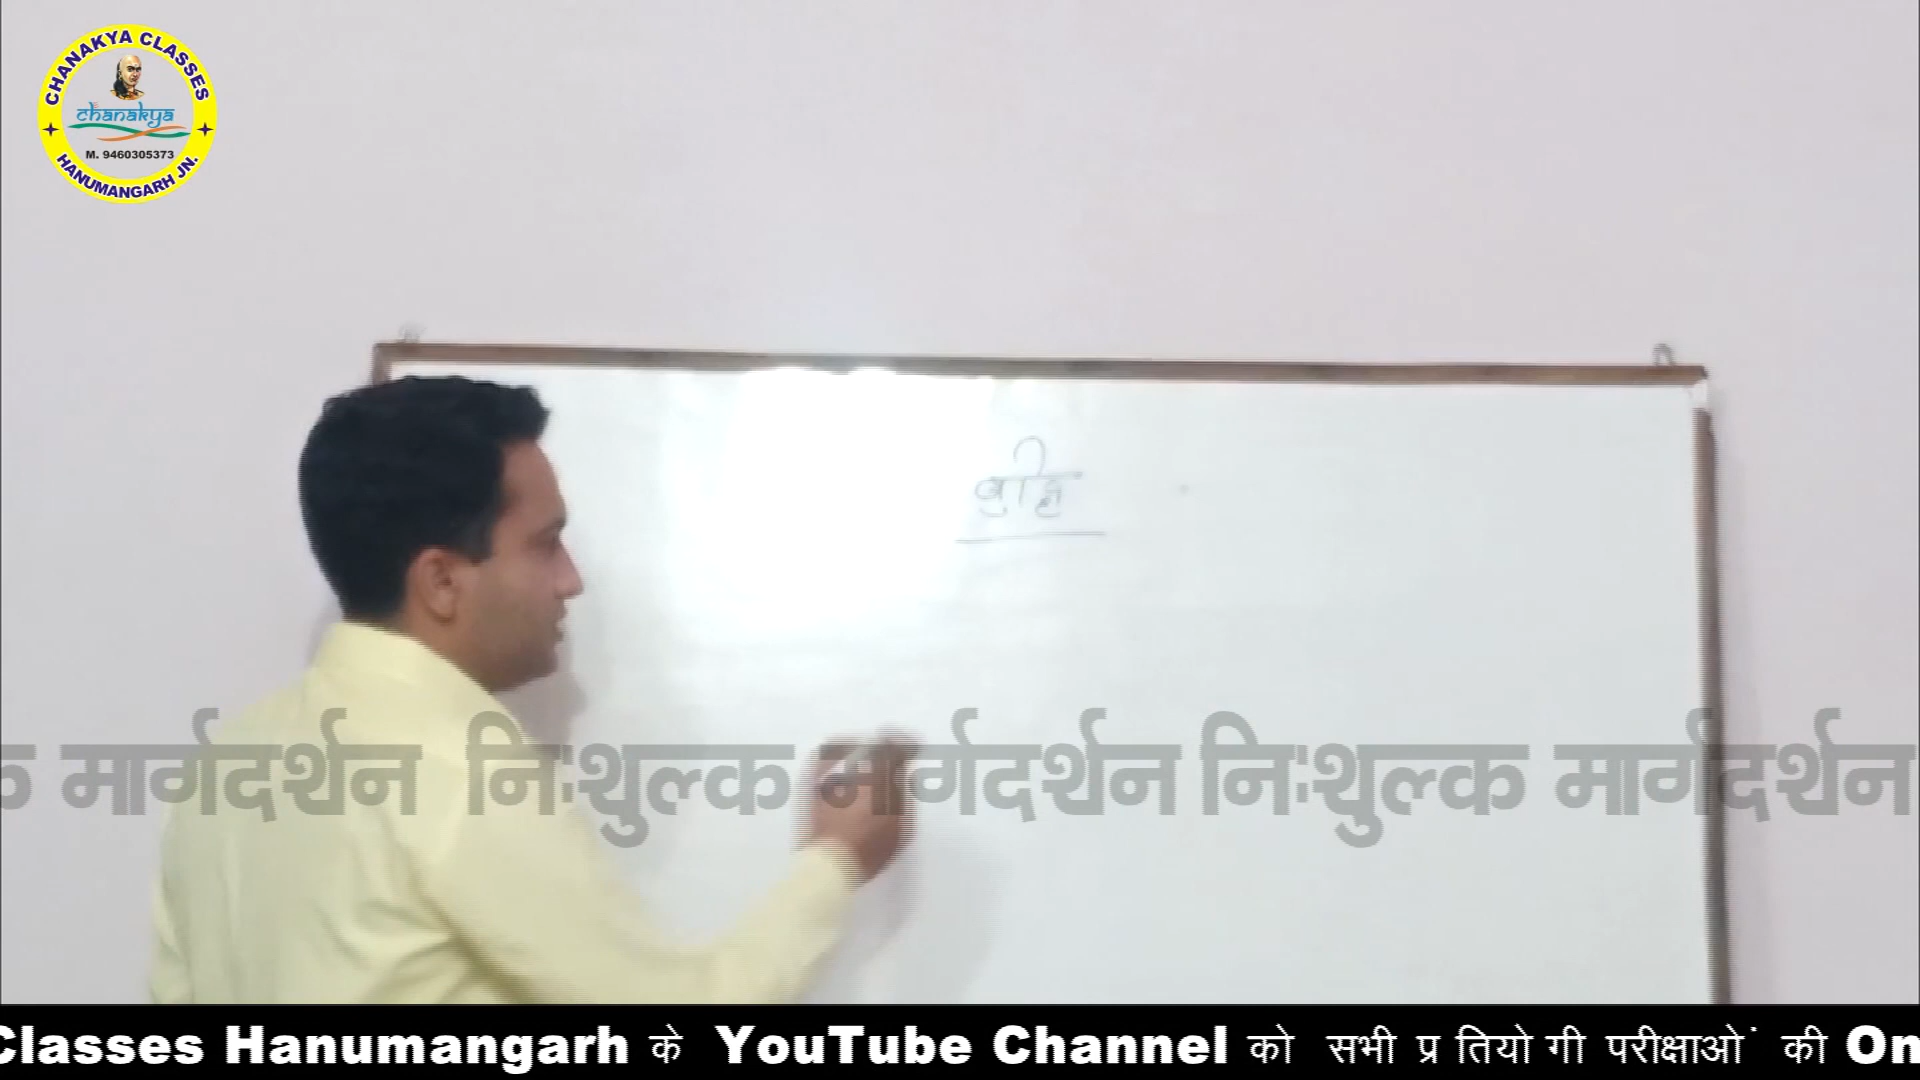 CHANAKYA CLASSES
chanakya
M. 9460305373
HANUMANGARH JN.
बुद्धि
क मार्गदर्शन निःशुल्क मार्गदर्शन निःशुल्क मार्गदर्शन
Classes Hanumangarh के YouTube Channel को सभी प्रतियोगी परीक्षाओं की On